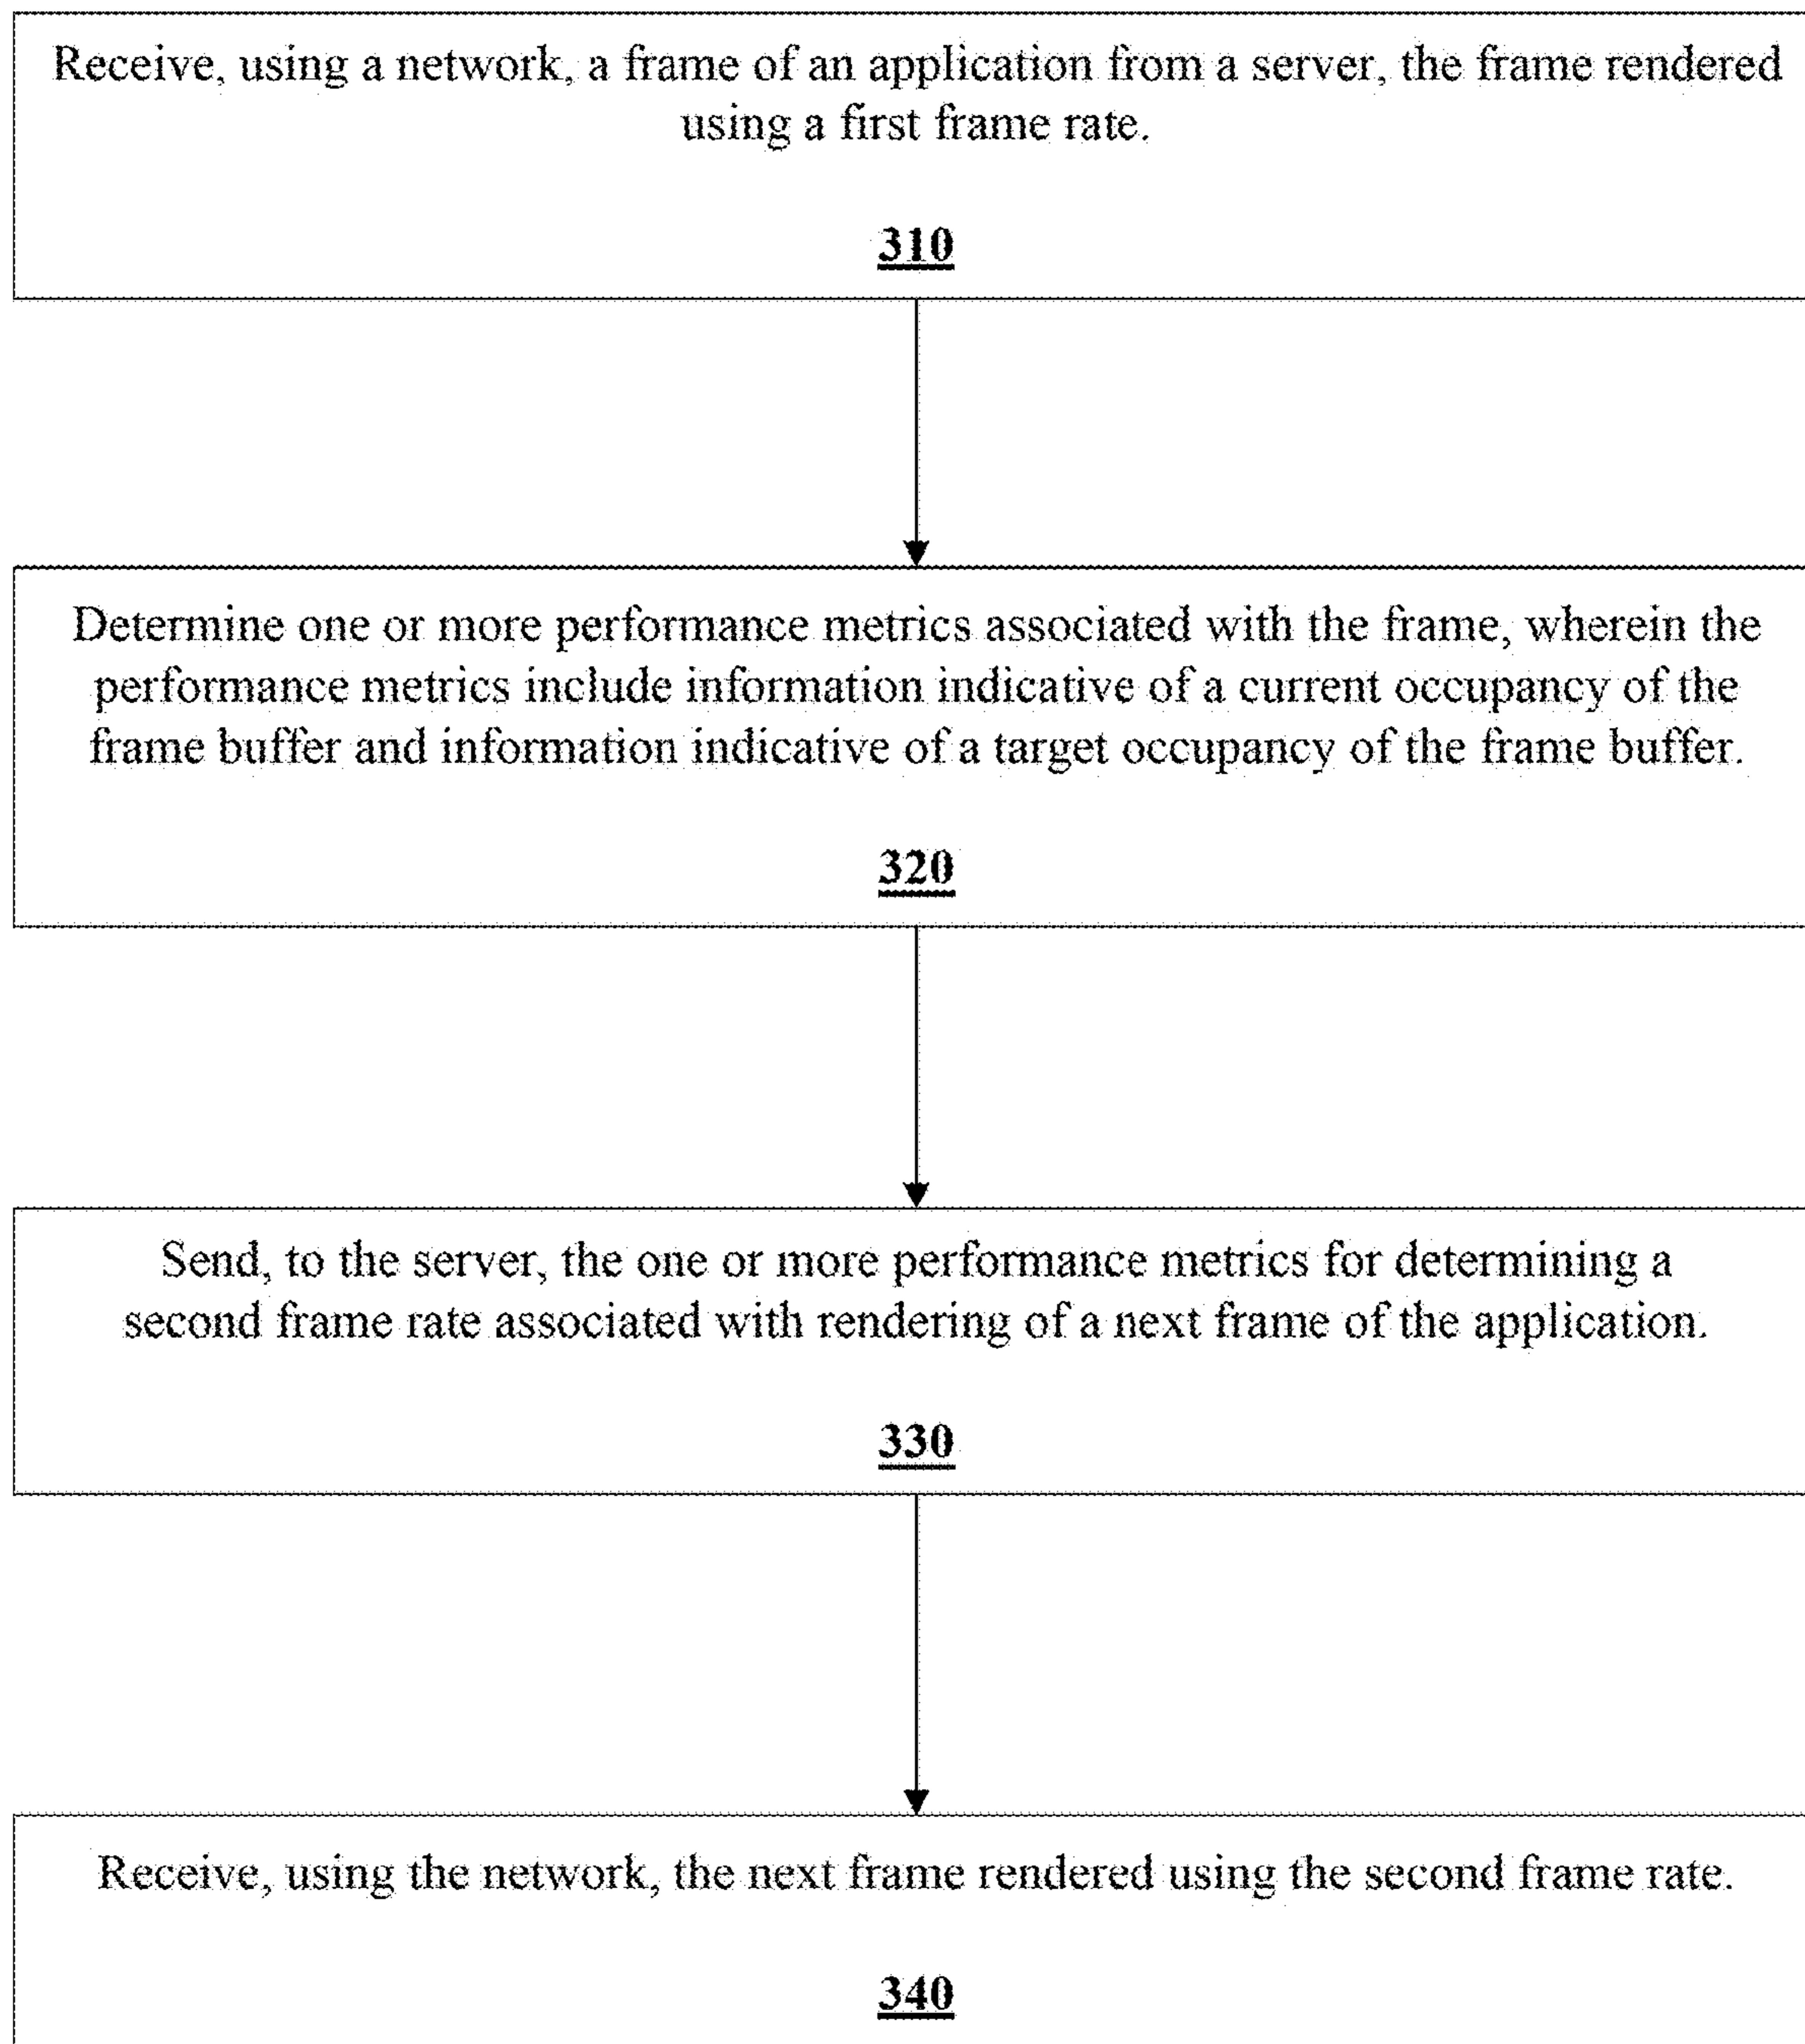 Receive, using a network, a frame of an application from a server, the frame rendered
using a first frame rate.
310
Determine one or more performance metrics associated with the frame, wherein the
performance metrics include information indicative of a current occupancy of the
frame buffer and information indicative of a target occupancy of the frame buffer.
320
Send, to the server, the one or more performance metrics for determining a
second frame rate associated with rendering of a next frame of the application.
330
Receive, using the network, the next frame rendered using the second frame rate.
340